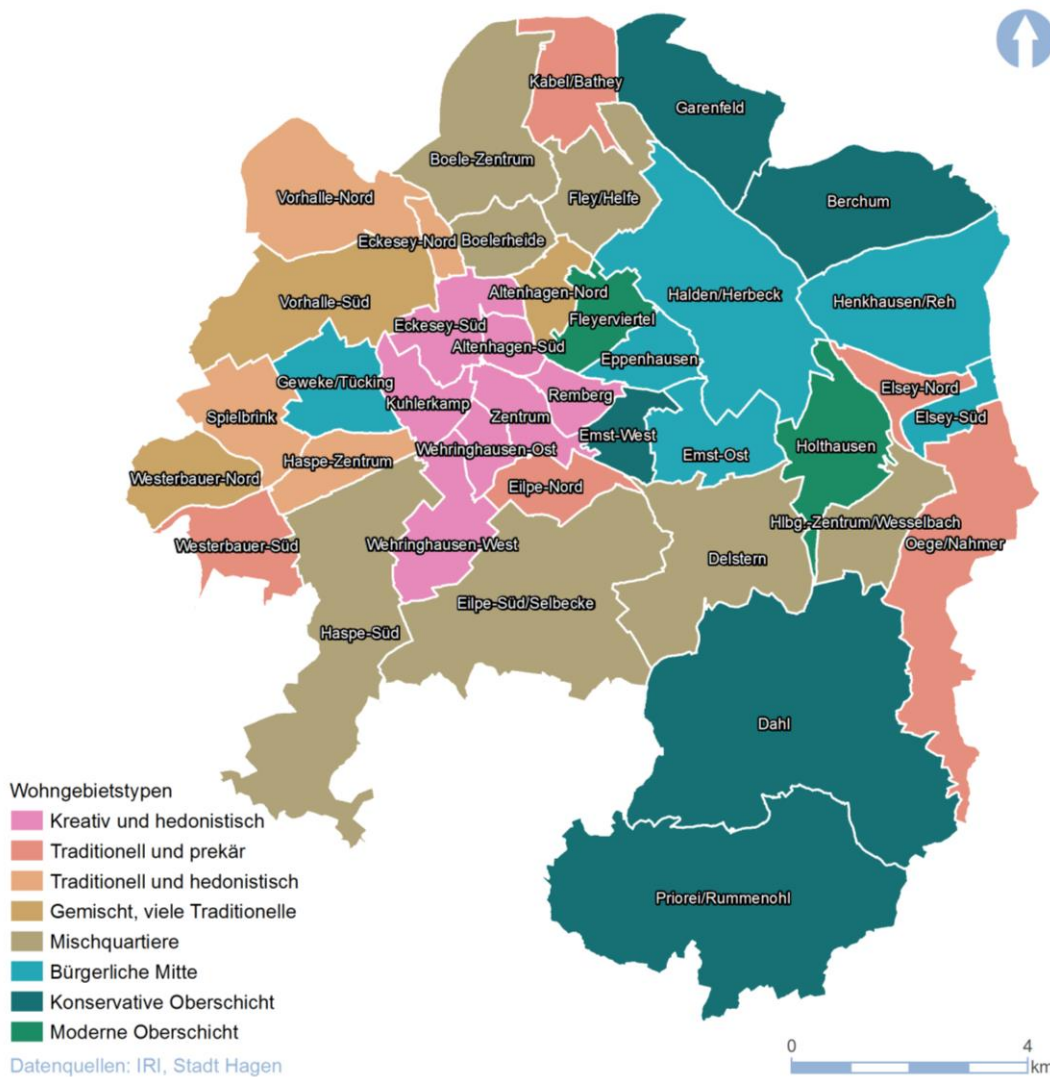 Kabel/Bathey
Garenfeld
Boele-Zentrum
Vorhalle-Nord
Fley/Helfe
Berchum
Eckesey-Nord
Boelerheide
Altenhagen-Nord
Halden/Herbeck
Vorhalle-Süd
Henkhausen/Reh
Fleyerviertel
Eckesey-Süd
Altenhagen-Süd
Eppenhausen
Geweke/Tücking
Elsey-Nord
Remberg
Kuhlerkamp
Spielbrink
Zentrum
Elsey-Süd
Emst-West
Holthausen
Wehringhausen-Ost
Emst-Ost
Haspe-Zentrum
Westerbauer-Nord
Eilpe-Nord
Hlbg.-Zentrum/Wesselbach
Westerbauer-Süd
Wehringhausen-West
Oege/Nahmer
Delstern
Eilpe-Süd/Selbecke
Haspe-Süd
Dahl
Priorei/Rummenohl
Wohngebietstypen
Kreativ und hedonistisch
Traditionell und prekär
Traditionell und hedonistisch
Gemischt, viele Traditionelle
Mischquartiere
Bürgerliche Mitte
Konservative Oberschicht
Moderne Oberschicht
Datenquellen: IRI, Stadt Hagen
0 4
km